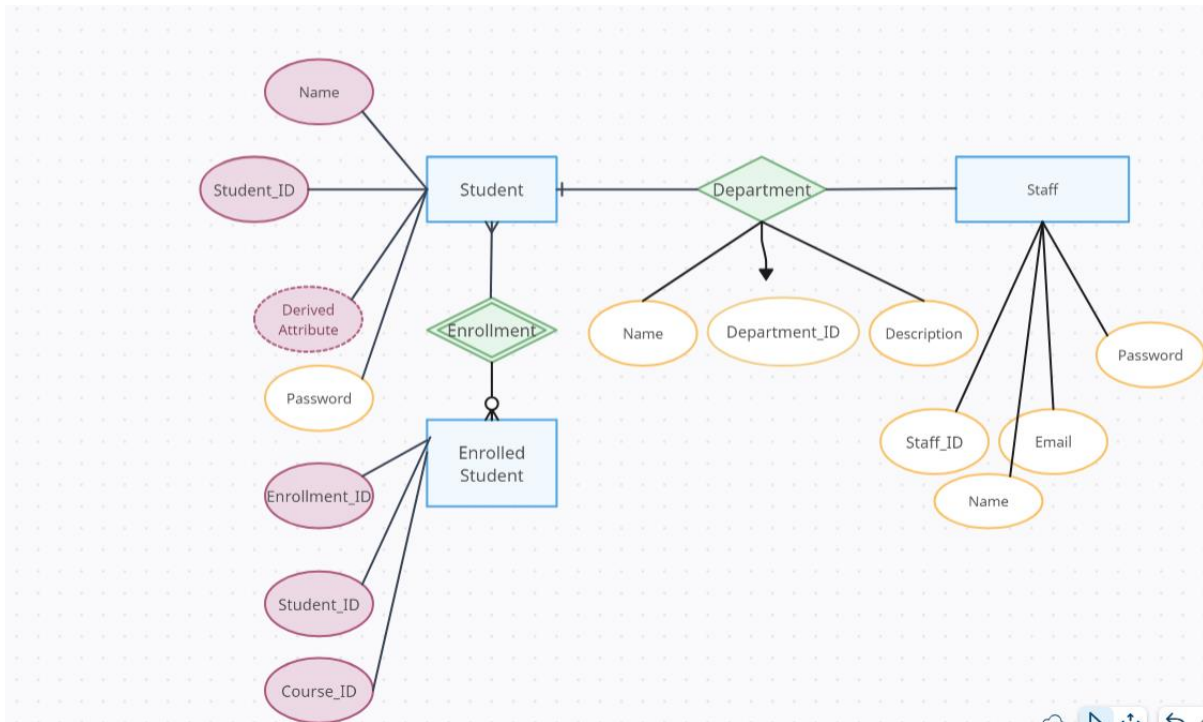 Name
Student_ID
Student
Department
Staff
Derived
Attribute
Enrollment
Name
Department_ID
Description
Password
Password
Enrolled
Student
Staff_ID
Email
Enrollment_ID
Name
Student_ID
Course_ID